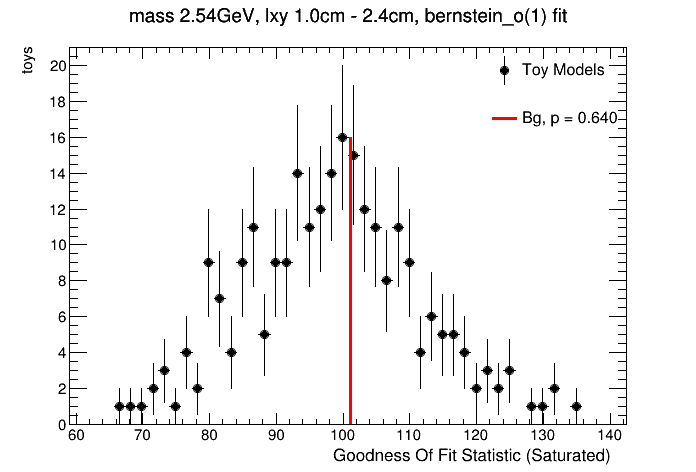 mass 2.54GeV, lxy 1.0cm - 2.4cm, bernstein_o(1) fit
toys
20
18
16
14
12
10
8
6
4
2
0
Toy Models
Bg, p = 0.640
60 70 80 90 100 110 120 130 140
Goodness Of Fit Statistic (Saturated)